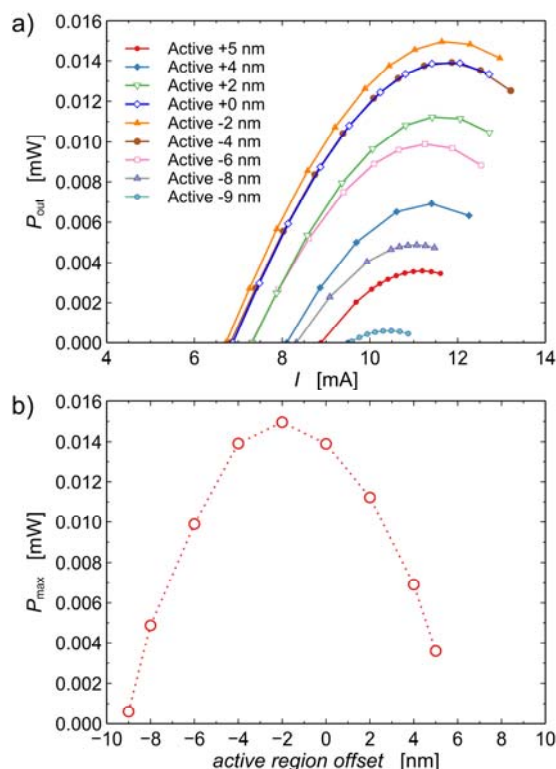 a)
0.016
0.014
0.012
0.010
0.008
0.006
0.004
0.002
0.000
Pout [mW]
Active +5 nm
Active +4 nm
Active +2 nm
Active +0 nm
Active -2 nm
Active -4 nm
Active -6 nm
Active -8 nm
Active -9 nm
4 6 8 10 12 14
I [mA]
b)
0.016
0.014
0.012
0.010
0.008
0.006
0.004
0.002
0.000
Pmax [mW]
−10 −8 −6 −4 −2 0 2 4 6 8 10
active region offset [nm]